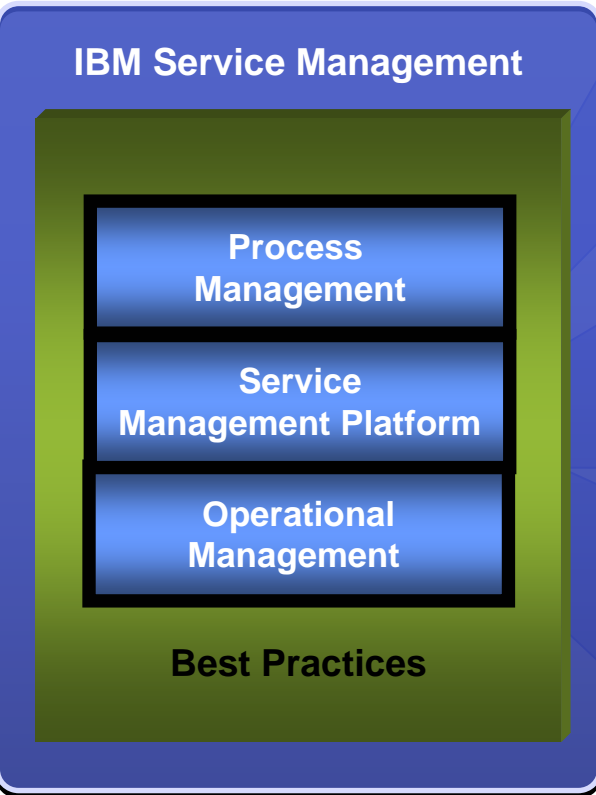 IBM Service Management
Process
Management
Service
Management Platform
Operational
Management
Best Practices